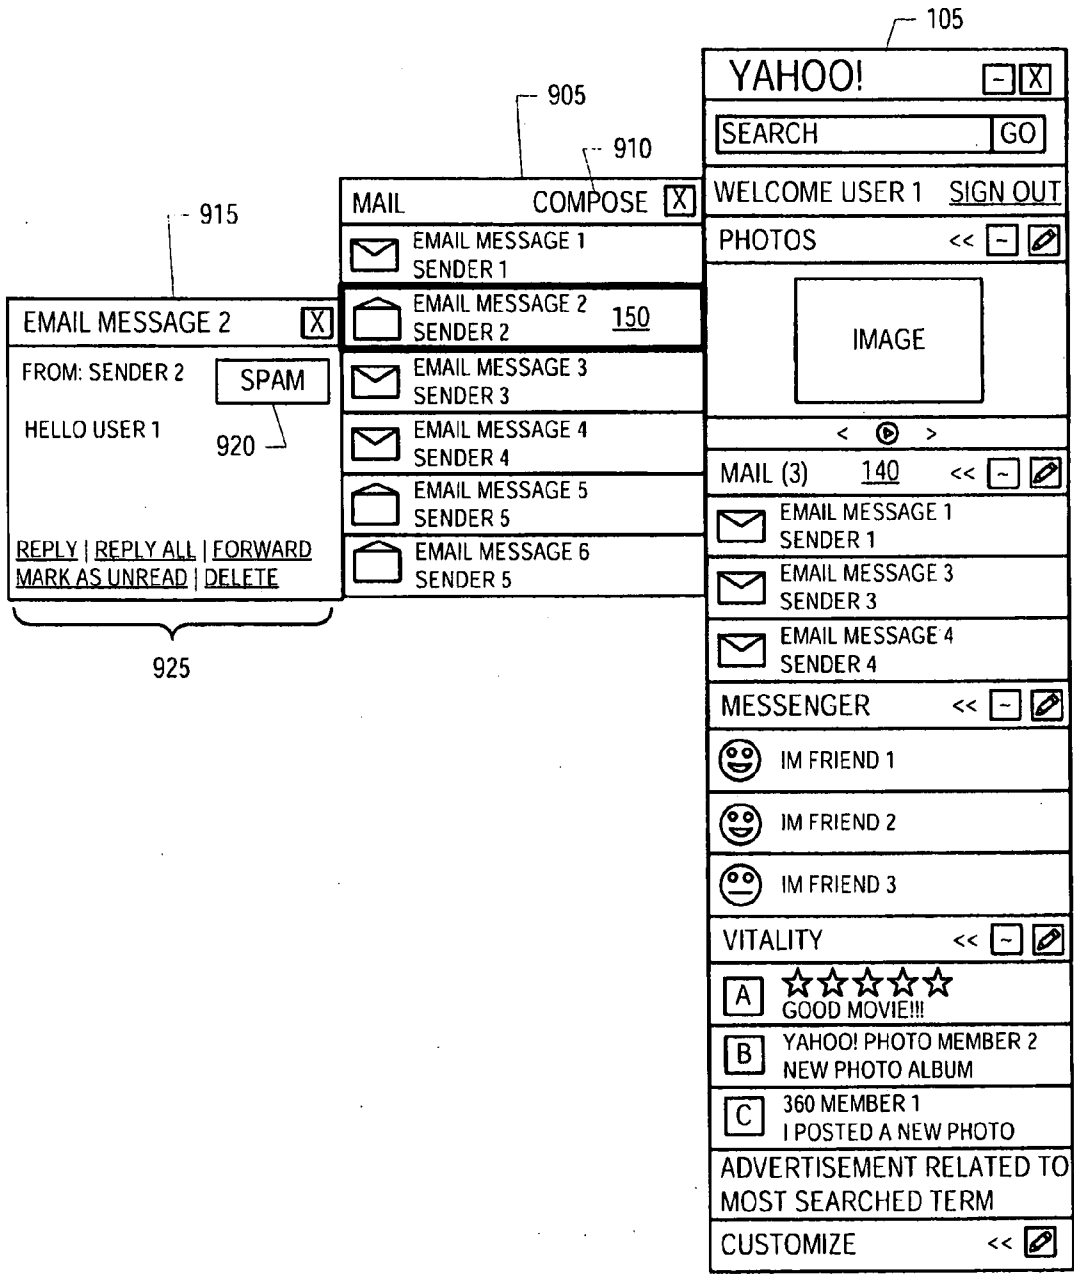 105
YAHOO!
~ X
SEARCH GO
WELCOME USER 1 SIGN OUT
PHOTOS << ~
IMAGE
< >
MAIL (3) 140 << ~
EMAIL MESSAGE 1
SENDER 1
EMAIL MESSAGE 3
SENDER 3
EMAIL MESSAGE 4
SENDER 4
MESSENGER << ~
IM FRIEND 1
IM FRIEND 2
IM FRIEND 3
VITALITY << ~
A
GOOD MOVIE!!!
B YAHOO! PHOTO MEMBER 2
NEW PHOTO ALBUM
C 360 MEMBER 1
I POSTED A NEW PHOTO
ADVERTISEMENT RELATED TO
MOST SEARCHED TERM
CUSTOMIZE <<
905
910
MAIL COMPOSE X
EMAIL MESSAGE 1
SENDER 1
EMAIL MESSAGE 2
SENDER 2 150
EMAIL MESSAGE 3
SENDER 3
EMAIL MESSAGE 4
SENDER 4
EMAIL MESSAGE 5
SENDER 5
EMAIL MESSAGE 6
SENDER 5
915
EMAIL MESSAGE 2 X
FROM: SENDER 2 SPAM
HELLO USER 1
920
REPLY | REPLY ALL | FORWARD
MARK AS UNREAD | DELETE
925